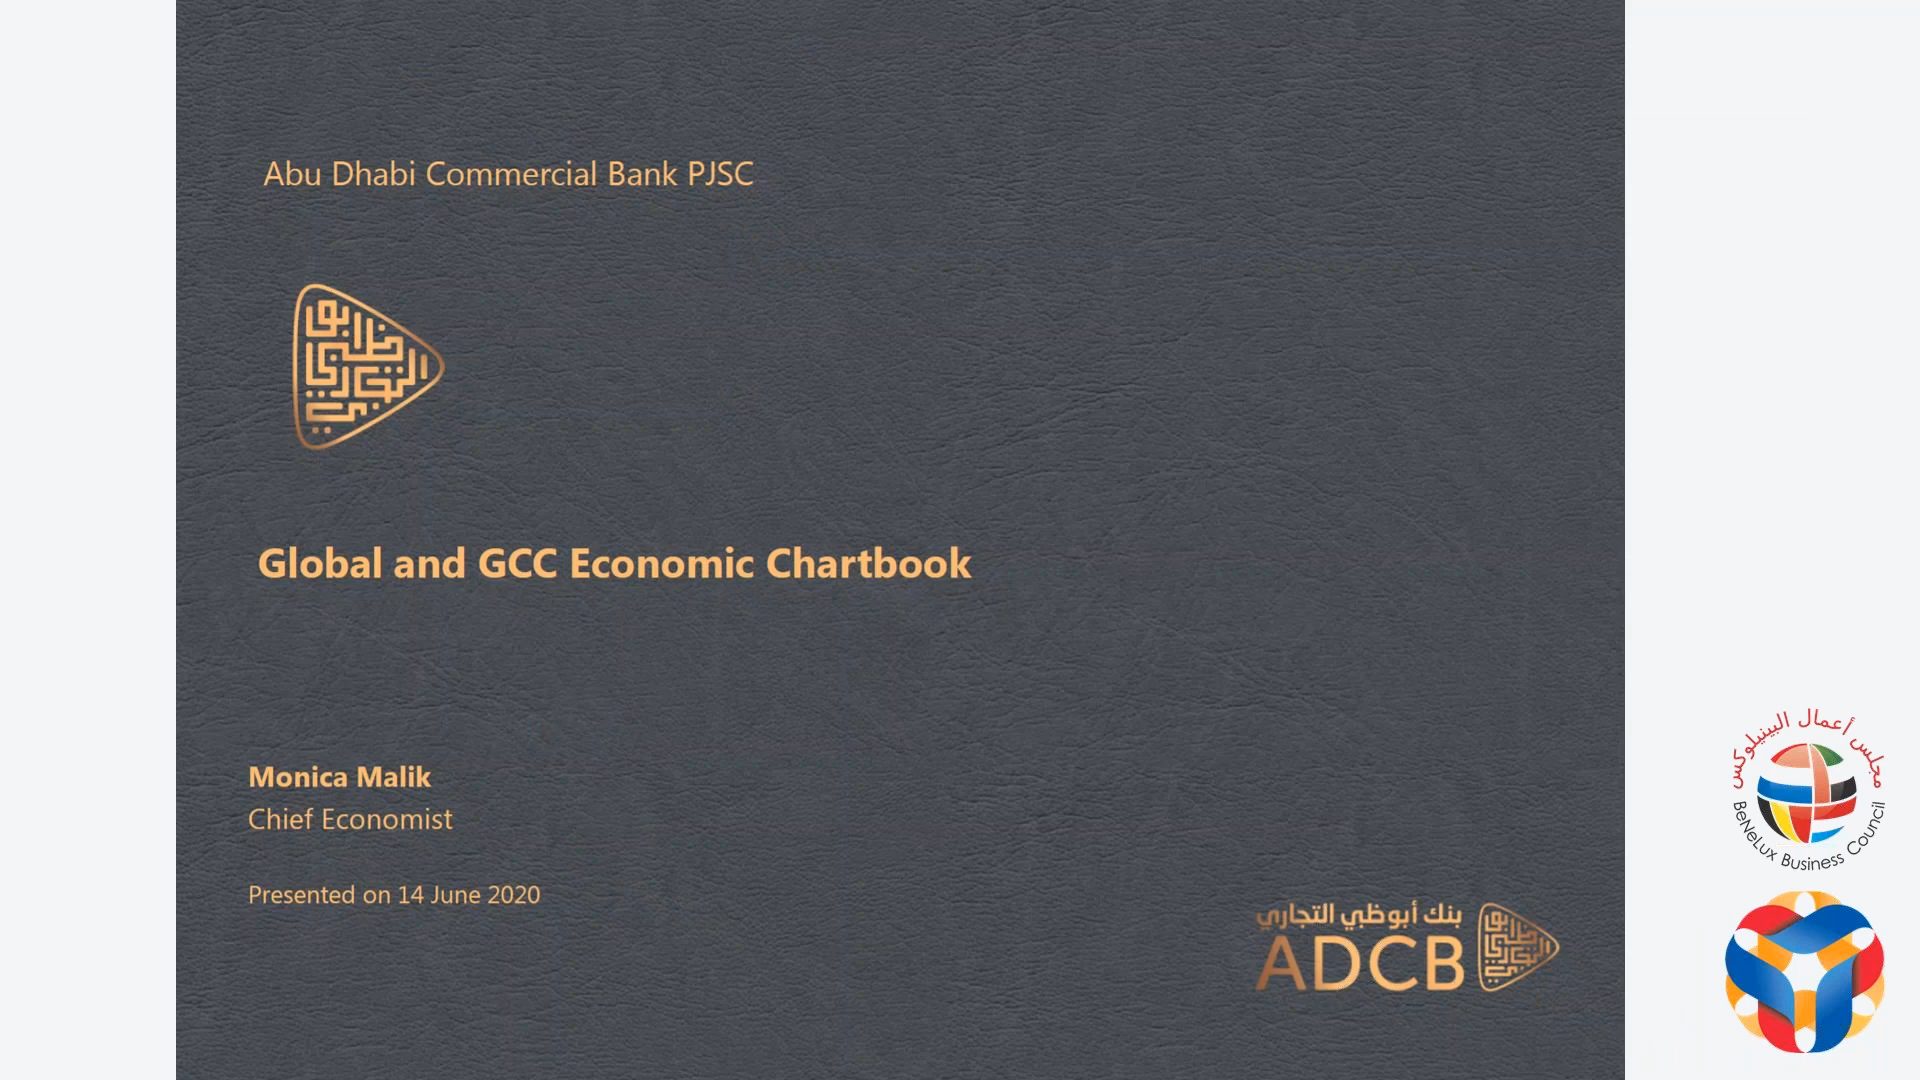 Abu Dhabi Commercial Bank PJSC
Global and GCC Economic Chartbook
Monica Malik
Chief Economist
Presented on 14 June 2020
بنك أبوظبي التجاري
ADCB
مجلس أعمال البينيلوكس
BeNeLux Business Council